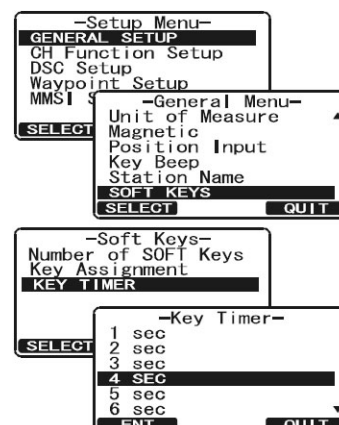 -Setup Menu-
GENERAL SETUP
CH Function Setup
DSC Setup
Waypoint Setup
MMSI S
SELECT
-General Menu-
Unit of Measure
Magnetic
Position Input
Key Beep
Station Name
SOFT KEYS
SELECT QUIT
-Soft Keys-
Number of SOFT Keys
Key Assignment
KEY TIMER
SELECT
-Key Timer-
1 sec
2 sec
3 sec
4 SEC
5 sec
6 sec
ENT QUIT